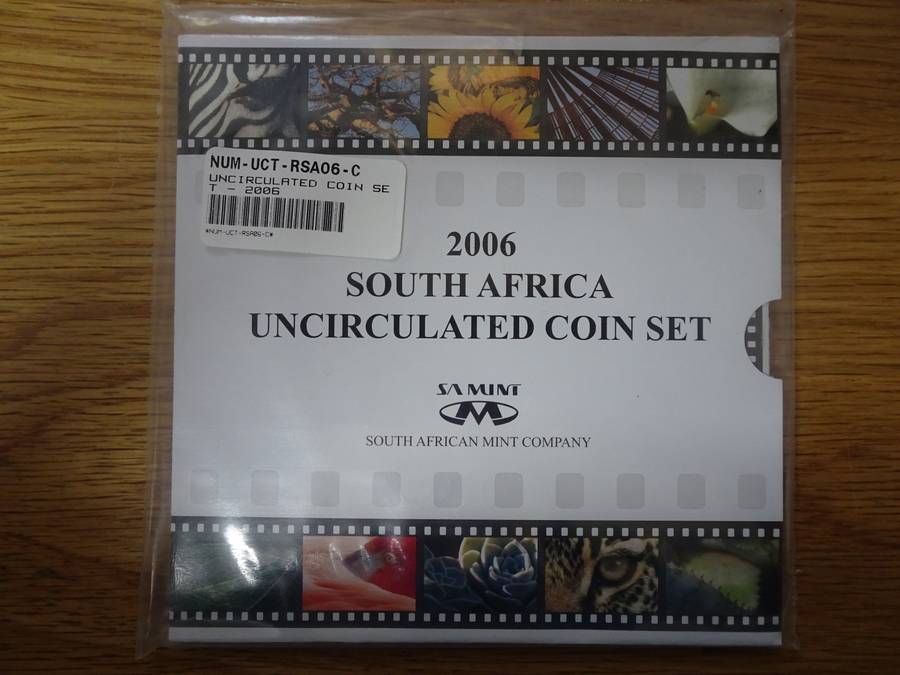 NUM-UCT-RSA06-C
UNCIRCULATED COIN SE
T - 2006
*NUM-UCT-RSA06-C*
2006
SOUTH AFRICA
UNCIRCULATED COIN SET
SA MINT
SOUTH AFRICAN MINT COMPANY